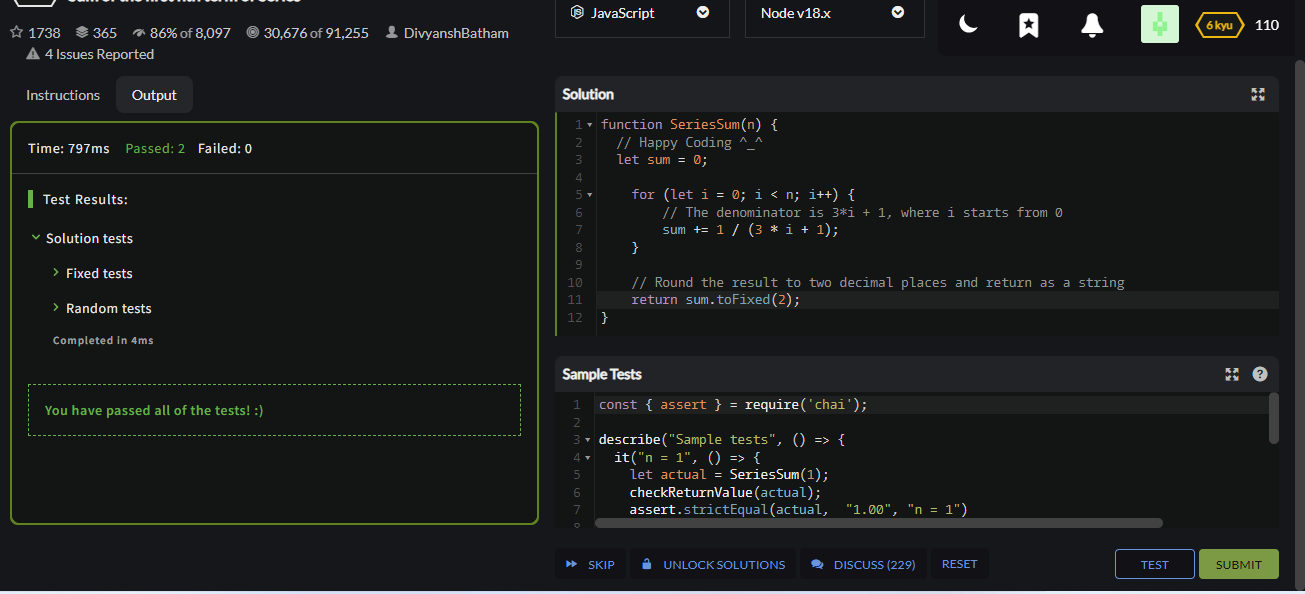 JavaScript
Node v18.x
6 kyu
110
1738 365 86% of 8,097 30,676 of 91,255 DivyanshBatham
4 Issues Reported
Instructions
Output
Time: 797ms Passed: 2 Failed: 0
Test Results:
Solution tests
Fixed tests
Random tests
Completed in 4ms
You have passed all of the tests! :)
Solution
1 function SeriesSum(n) {
2 // Happy Coding ^_^
3 let sum = 0;
4
5 for (let i = 0; i < n; i++) {
6 // The denominator is 3*i + 1, where i starts from 0
7 sum += 1 / (3 * i + 1);
8 }
9
10 // Round the result to two decimal places and return as a string
11 return sum.toFixed(2);
12 }
Sample Tests
?
1 const { assert } = require('chai');
2
3 describe("Sample tests", () => {
4 it("n = 1", () => {
5 let actual = SeriesSum(1);
6 checkReturnValue(actual);
7 assert.strictEqual(actual, "1.00", "n = 1")
SKIP
UNLOCK SOLUTIONS
DISCUSS (229)
RESET
TEST
SUBMIT